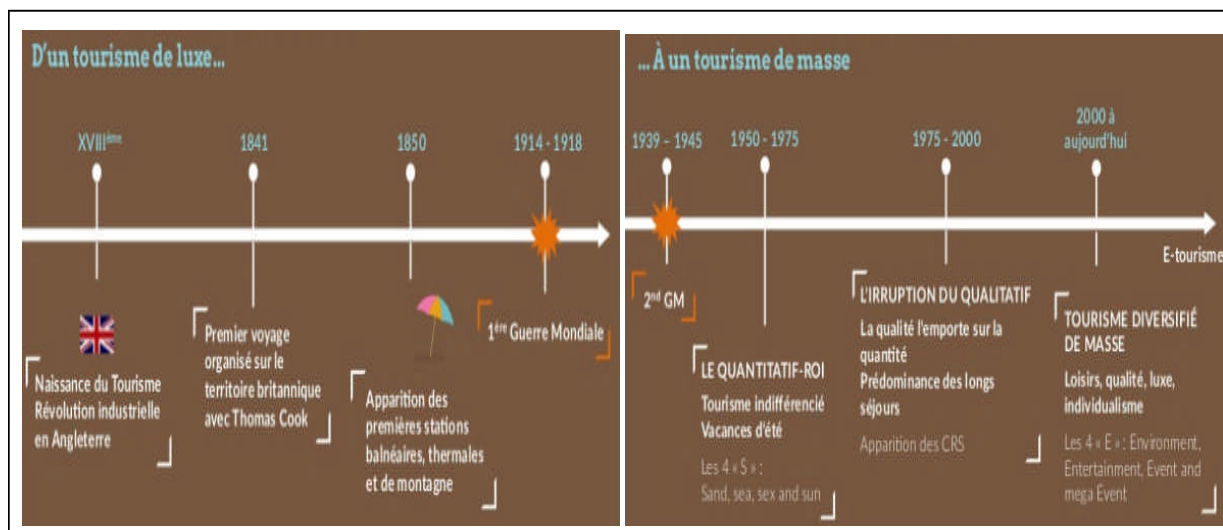 D'un tourisme de luxe...
XVIIIème
1841
1850
1914 - 1918
Naissance du Tourisme
Révolution industrielle
en Angleterre
Premier voyage
organisé sur le
territoire britannique
avec Thomas Cook
Apparition des
premières stations
balnéaires, thermales
et de montagne
1ère Guerre Mondiale
... À un tourisme de masse
1939 – 1945
1950 - 1975
1975 - 2000
2000 à
aujourd'hui
E-tourisme
2nd GM
LE QUANTITATIF-ROI
Tourisme indifférencié
Vacances d'été
Les 4 « S » :
Sand, sea, sex and sun
L'IRRUPTION DU QUALITATIF
La qualité l'emporte sur la
quantité
Prédominance des longs
séjours
Apparition des CRS
TOURISME DIVERSIFIÉ
DE MASSE
Loisirs, qualité, luxe,
individualisme
Les 4 « E » : Environment,
Entertainment, Event and
mega Event